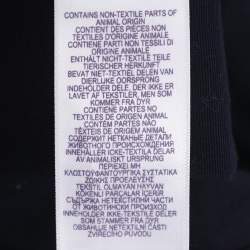 CONTAINS NON-TEXTILE PARTS OF
ANIMAL ORIGIN
CONTIENT DES PIÈCES NON
TEXTILES D'ORIGINE ANIMALE
CONTIENE PARTI NON TESSILI DI
ORIGINE ANIMALE
ENTHÄLT NICHT-TEXTILE TEILE
TIERISCHER HERKUNFT
BEVAT NIET-TEXTIEL DELEN VAN
DIERLIJKE OORSPRONG
INDEHOLDER DELE, DER IKKE ER
LAVET AF TEKSTILER, MEN SOM
KOMMER FRA DYR
CONTIENE PARTES NO
TEXTILES DE ORIGEN ANIMAL
CONTÉM PARTES NÃO
TÊXTEIS DE ORIGEM ANIMAL
СОДЕРЖИТ НЕТКАНЫЕ ДЕТАЛИ
ЖИВОТНОГО ПРОИСХОЖДЕНИЯ
INNEHÅLLER ICKE-TEXTILA DELAR
AV ANIMALISKT URSPRUNG
ΠΕΡΙΕΧΕΙ ΜΗ
ΚΛΩΣΤΟΫΦΑΝΤΟΥΡΓΙΚΑ ΣΥΣΤΑΤΙΚΑ
ΖΩΙΚΗΣ ΠΡΟΕΛΕΥΣΗΣ
TEKSTİL OLMAYAN HAYVAN
KÖKENLİ PARÇALAR İÇERİR
СЪДЪРЖА НЕТЕКСТИЛНИ ЧАСТИ
ОТ ЖИВОТИНСКИ ПРОИЗХОД
INNEHOLDER IKKE-TEKSTILE DELER
SOM STAMMER FRA DYR
OBSAHUJE NETEXTILNÍ ČÁSTI
ZVÍŘECÍHO PŮVODU